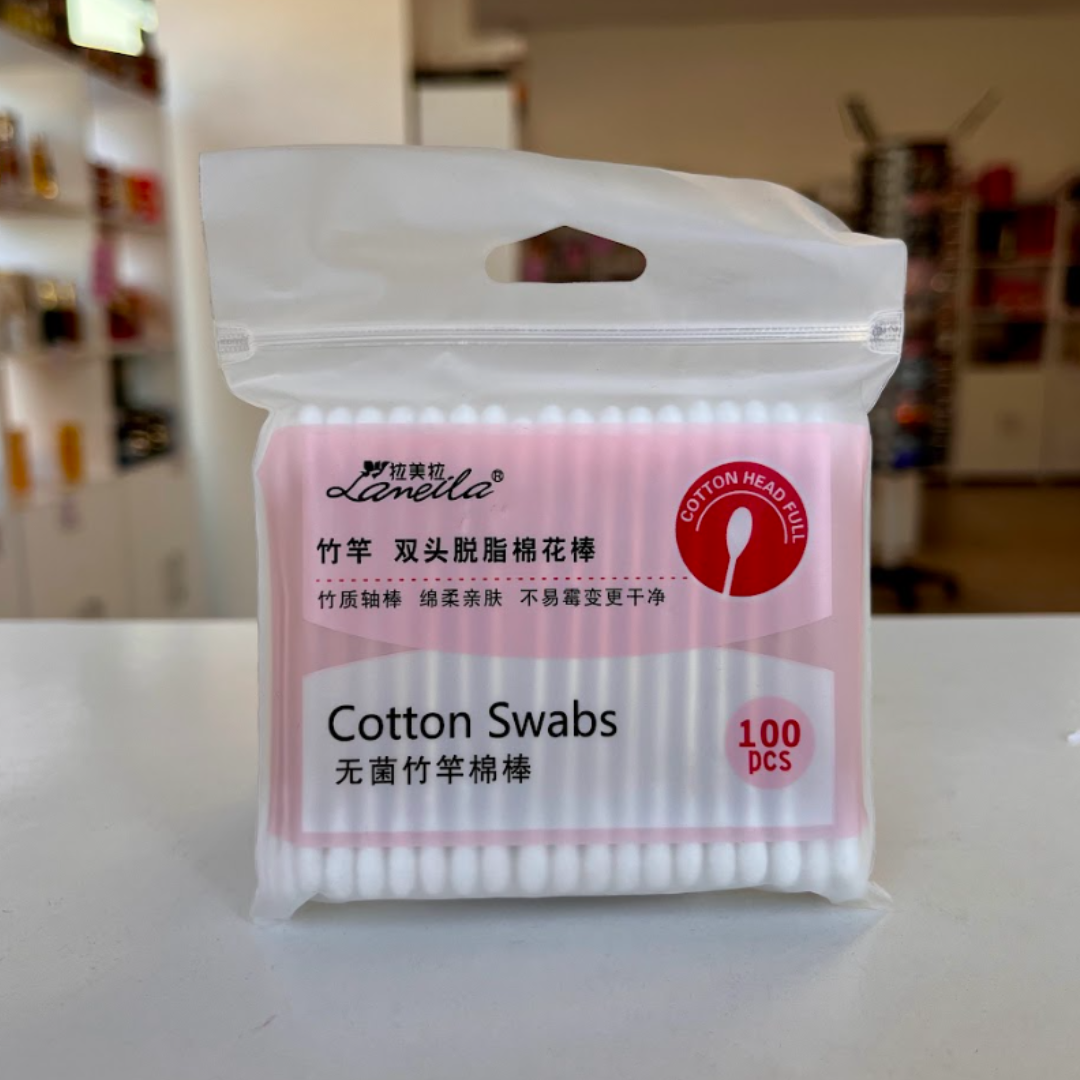 拉美拉
Laneila®
COTTON HEAD FULL
竹竿 双头脱脂棉花棒
竹质轴棒 绵柔亲肤 不易霉变更干净
Cotton Swabs
无菌竹竿棉棒
100
pcs